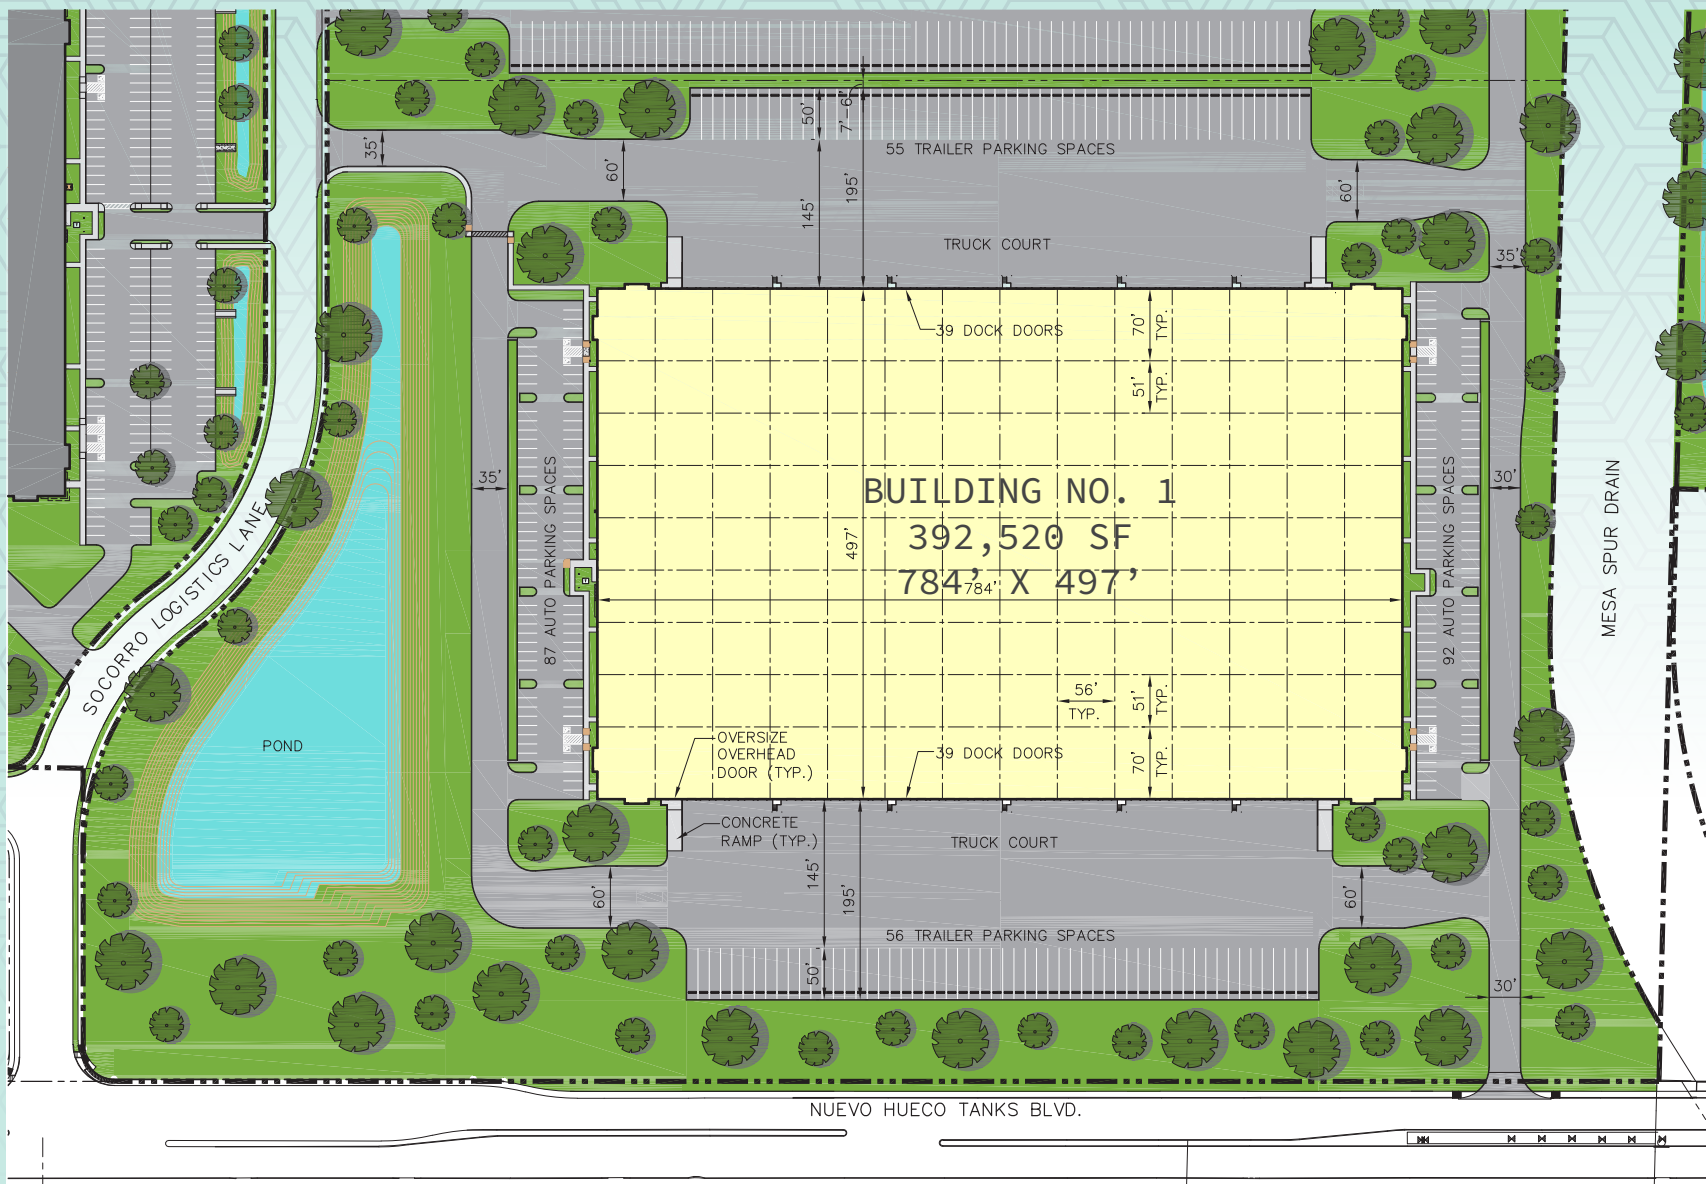 50'
7'-6"
35'
55 TRAILER PARKING SPACES
60'
195'
60'
145'
TRUCK COURT
35'
39 DOCK DOORS
70'
TYP.
51'
TYP.
35'
87 AUTO PARKING SPACES
BUILDING NO. 1
392,520 SF
784' X 497'
497'
784'
92 AUTO PARKING SPACES
30'
MESA SPUR DRAIN
SOCORRO LOGISTICS LANE
POND
56'
TYP.
51'
TYP.
OVERSIZE
OVERHEAD
DOOR (TYP.)
39 DOCK DOORS
70'
TYP.
CONCRETE
RAMP (TYP.)
TRUCK COURT
145'
195'
60'
60'
56 TRAILER PARKING SPACES
50'
30'
NUEVO HUECO TANKS BLVD.